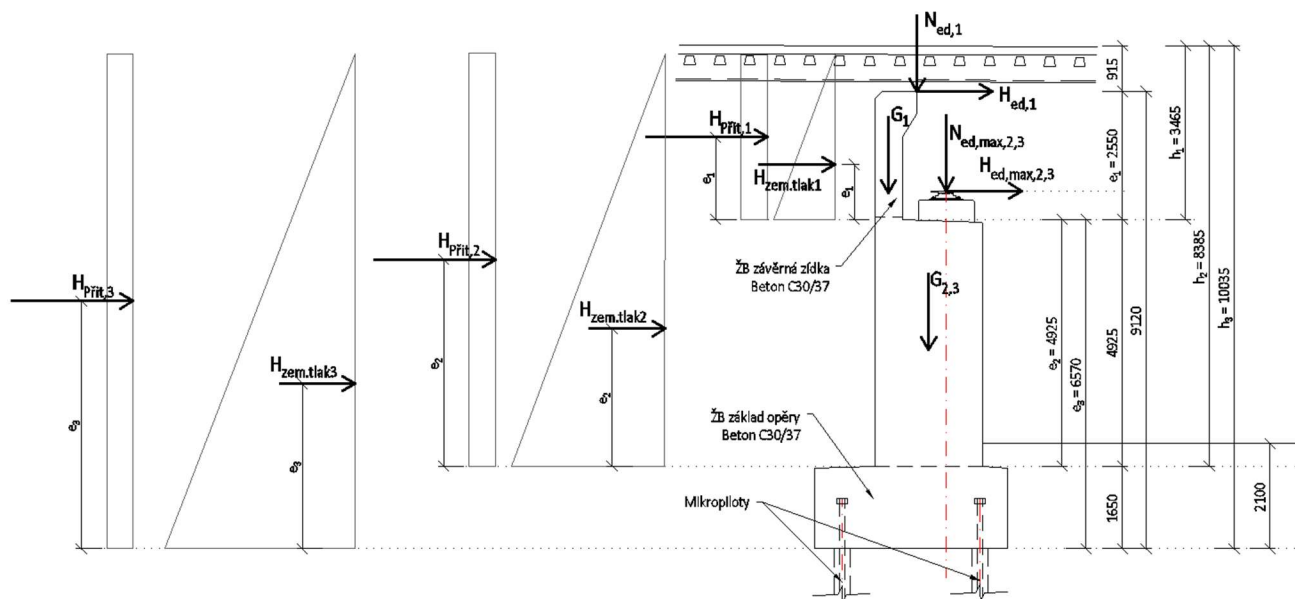 N_ed,1
H_ed,1
G_1
N_ed,max,2,3
H_ed,max,2,3
H_Přit,1
e_1
H_zem.tlak1
e_1
915
e_1 = 2550
h_1 = 3465
H_Přit,2
e_2
H_zem.tlak2
e_2
H_Přit,3
e_3
H_zem.tlak3
e_3
ŽB závěrná zídka
Beton C30/37
G_2,3
ŽB základ opěry
Beton C30/37
Mikropiloty
e_2 = 4925
e_3 = 6570
4925
9120
h_2 = 8385
h_3 = 10035
1650
2100